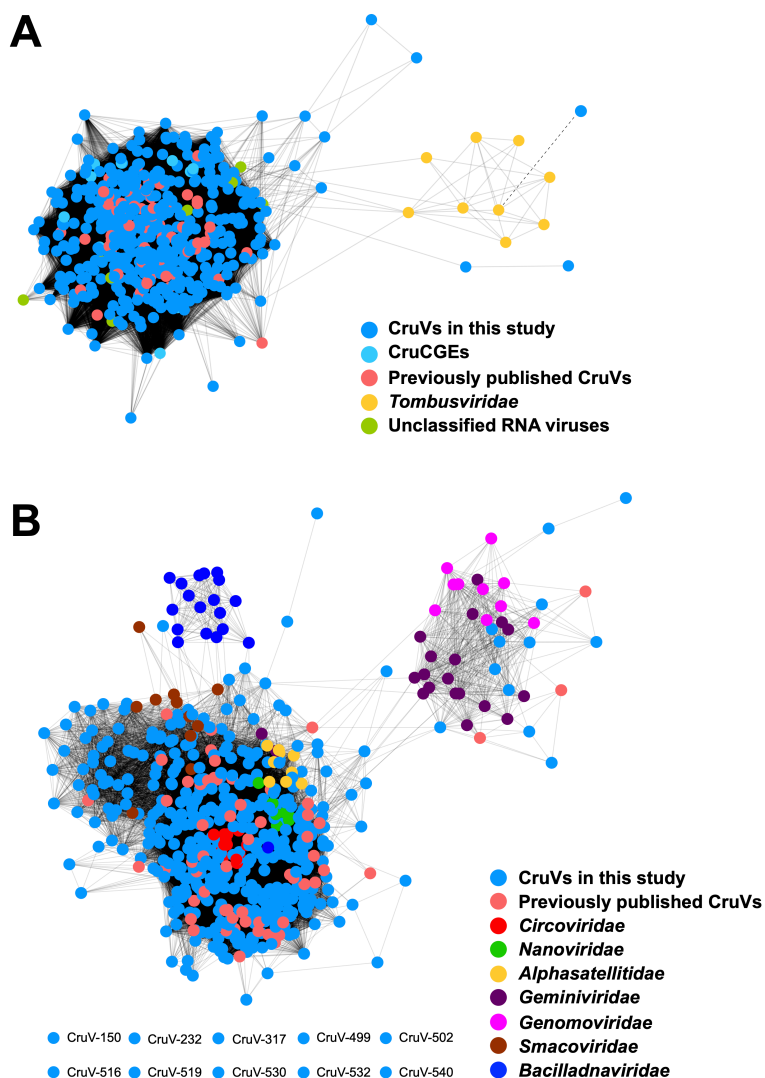 A
CruVs in this study
CruCGEs
Previously published CruVs
Tombusviridae
Unclassified RNA viruses
B
CruVs in this study
Previously published CruVs
Circoviridae
Nanoviridae
Alphasatellitidae
Geminiviridae
Genomoviridae
Smacoviridae
Bacilladnaviridae
CruV-150 CruV-232 CruV-317 CruV-499 CruV-502
CruV-516 CruV-519 CruV-530 CruV-532 CruV-540